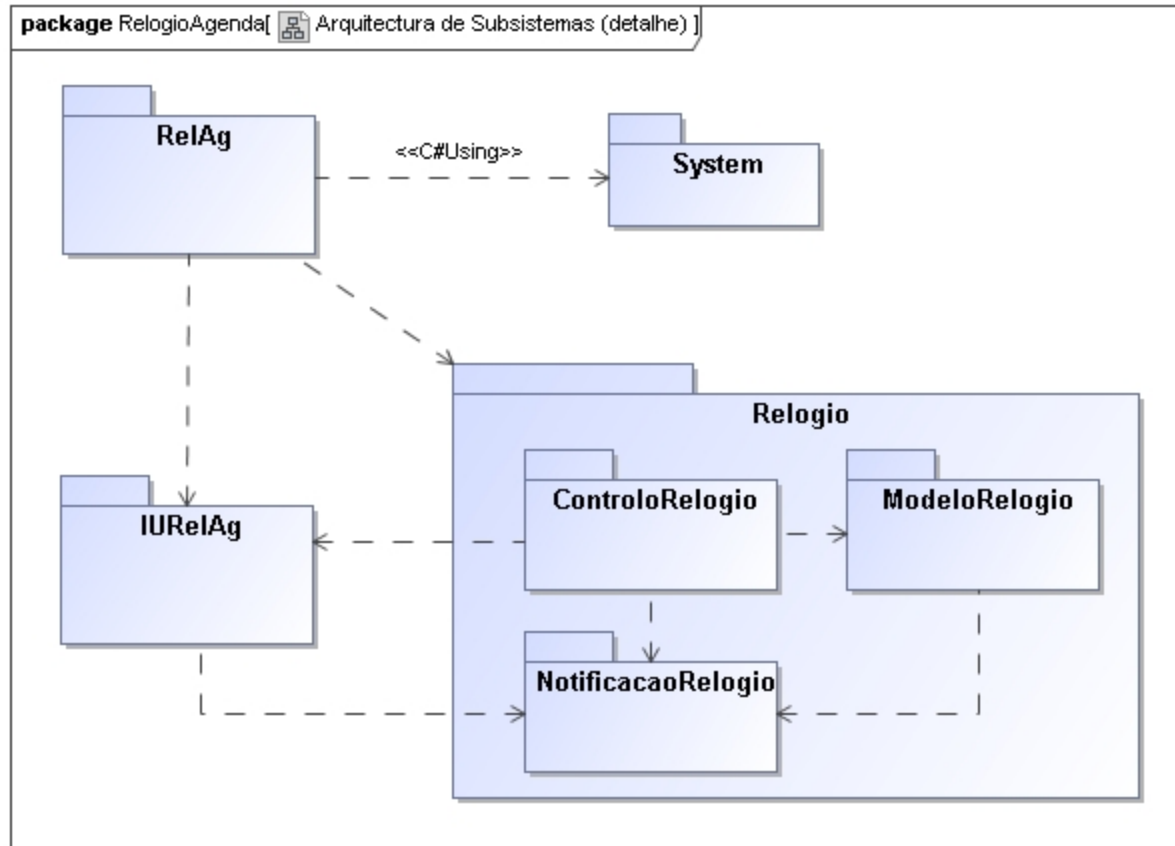 package RelogioAgenda[ Arquitectura de Subsistemas (detalhe) ]
RelAg
<<C#Using>>
System
Relogio
ControloRelogio
ModeloRelogio
IURelAg
NotificacaoRelogio